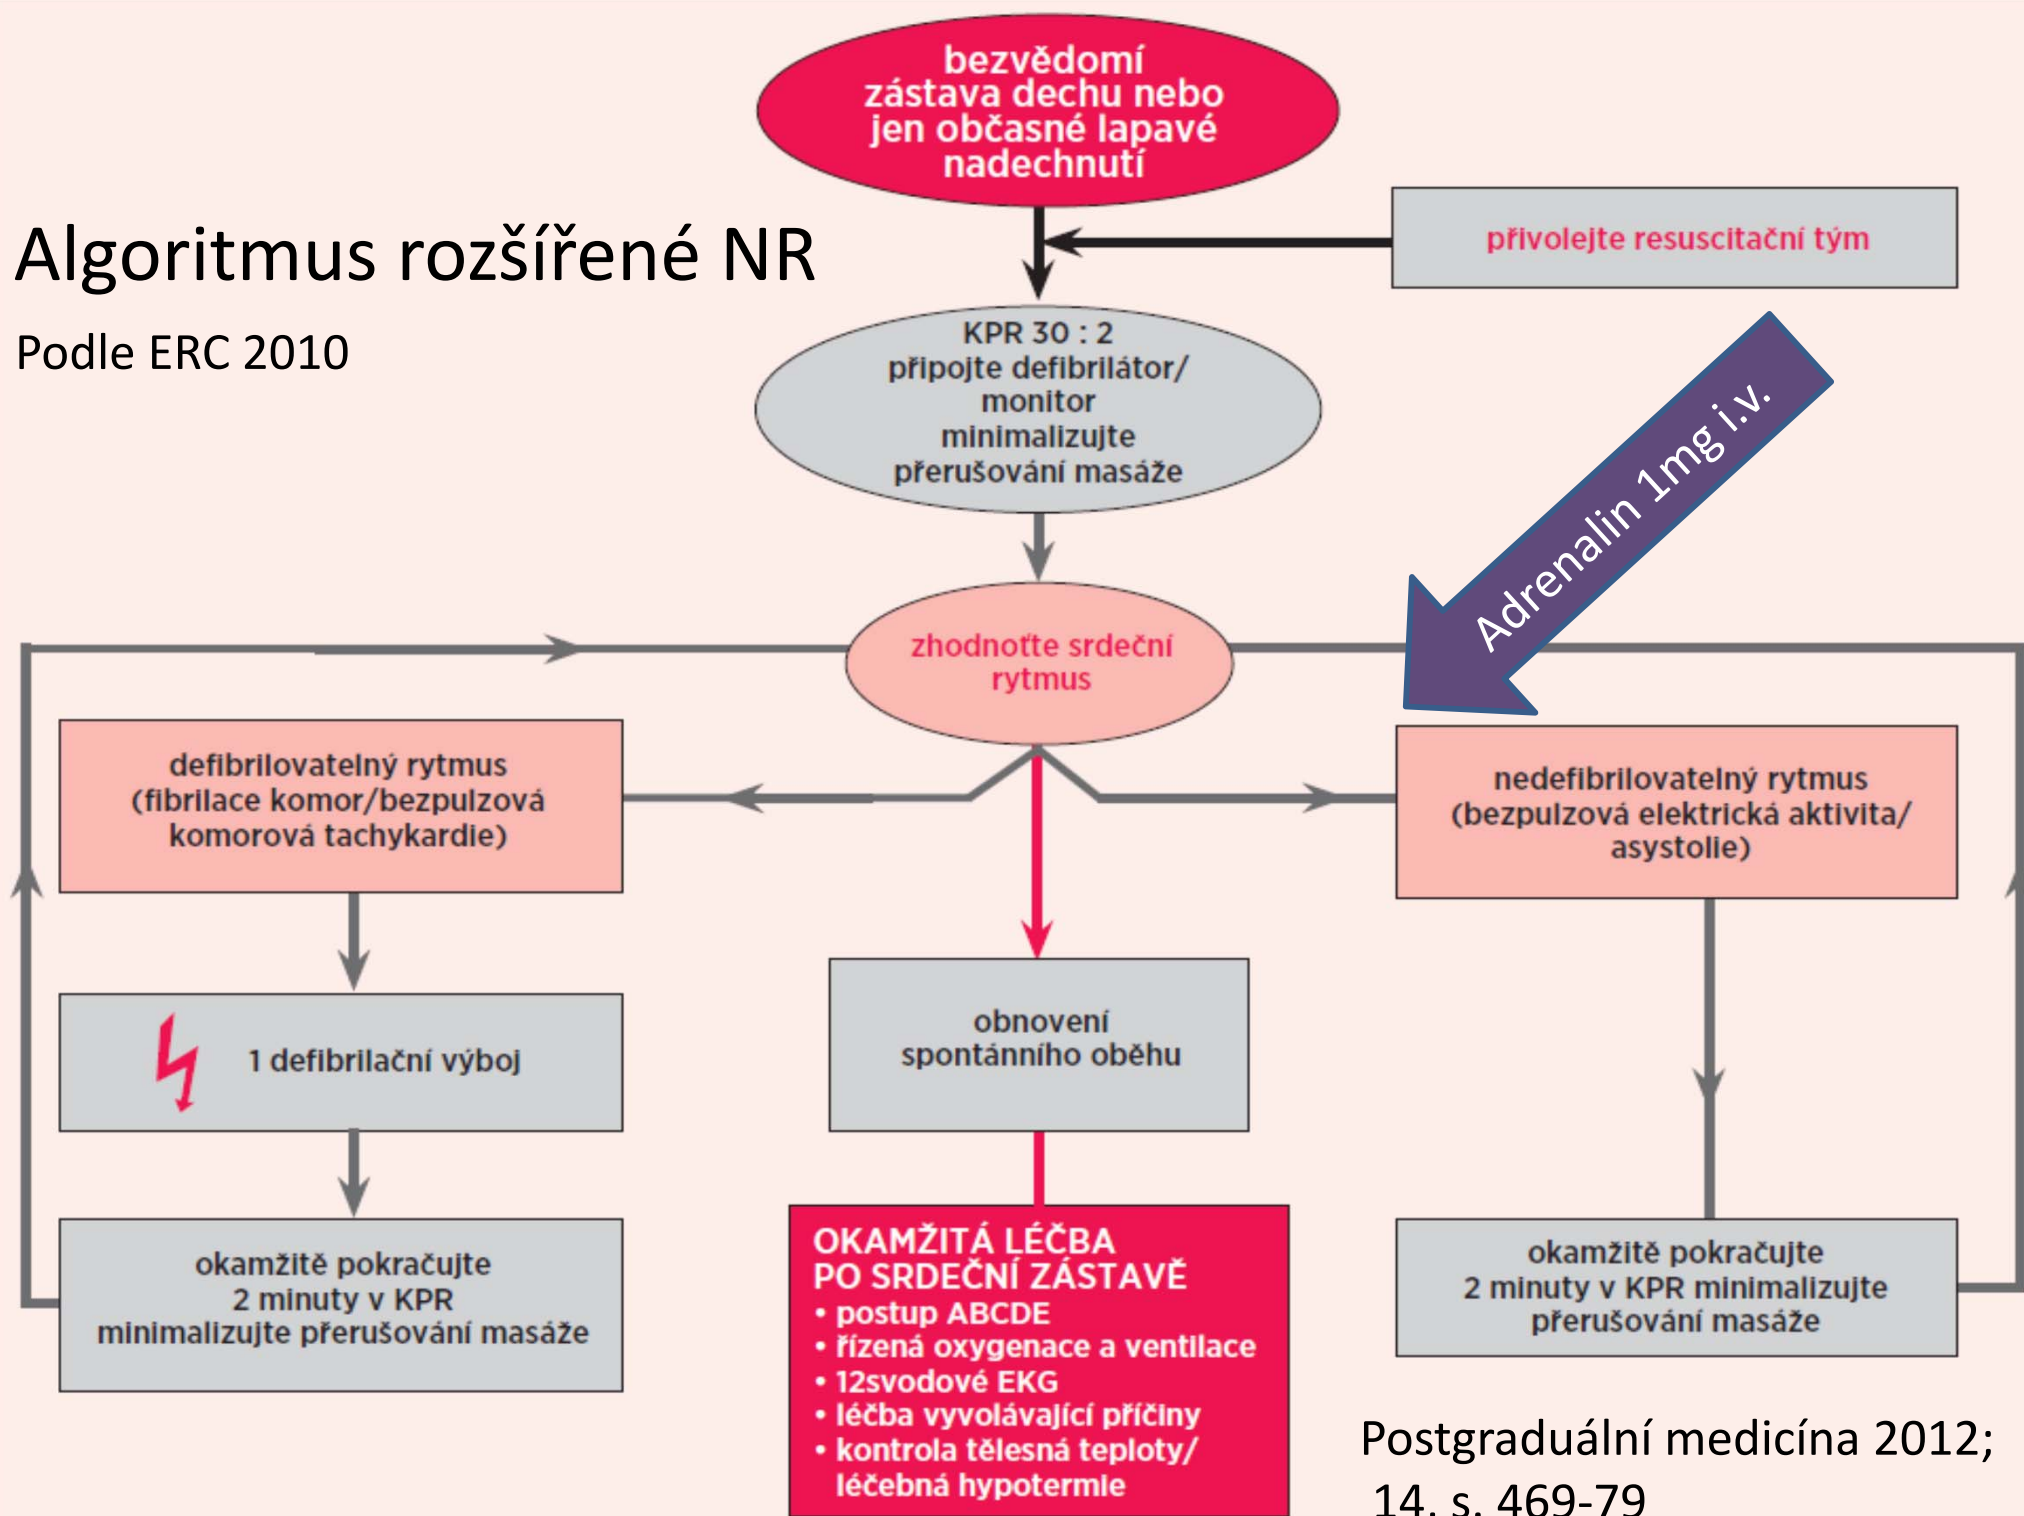 bezvědomí
zástava dechu nebo
jen občasné lapavé
nadechnutí
přivolejte resuscitační tým
Algoritmus rozšířené NR
Podle ERC 2010
KPR 30 : 2
připojte defibrilátor/
monitor
minimalizujte
přerušování masáže
Adrenalin 1mg i.v.
zhodnoťte srdeční
rytmus
defibrilovatelný rytmus
(fibrilace komor/bezpulzová
komorová tachykardie)
nedefibrilovatelný rytmus
(bezpulzová elektrická aktivita/
asystolie)
1 defibrilační výboj
obnovení
spontánního oběhu
okamžitě pokračujte
2 minuty v KPR
minimalizujte přerušování masáže
OKAMŽITÁ LÉČBA
PO SRDEČNÍ ZÁSTAVĚ
• postup ABCDE
• řízená oxygenace a ventilace
• 12svodové EKG
• léčba vyvolávající příčiny
• kontrola tělesná teploty/
léčebná hypotermie
okamžitě pokračujte
2 minuty v KPR minimalizujte
přerušování masáže
Postgraduální medicína 2012;
14, s. 469-79